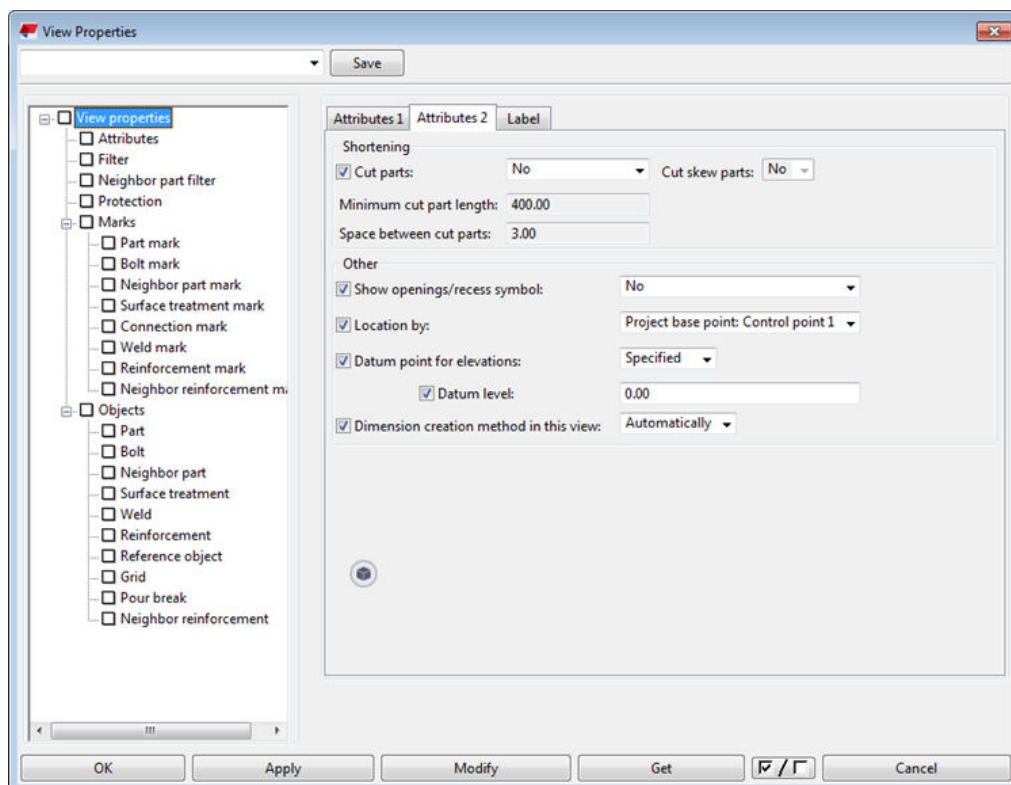 View Properties
Save
View properties
Attributes
Filter
Neighbor part filter
Protection
Marks
Part mark
Bolt mark
Neighbor part mark
Surface treatment mark
Connection mark
Weld mark
Reinforcement mark
Neighbor reinforcement ma
Objects
Part
Bolt
Neighbor part
Surface treatment
Weld
Reinforcement
Reference object
Grid
Pour break
Neighbor reinforcement
Attributes 1 Attributes 2 Label
Shortening
Cut parts: No Cut skew parts: No
Minimum cut part length: 400.00
Space between cut parts: 3.00
Other
Show openings/recess symbol: No
Location by: Project base point: Control point 1
Datum point for elevations: Specified
Datum level: 0.00
Dimension creation method in this view: Automatically
OK Apply Modify Get / Cancel